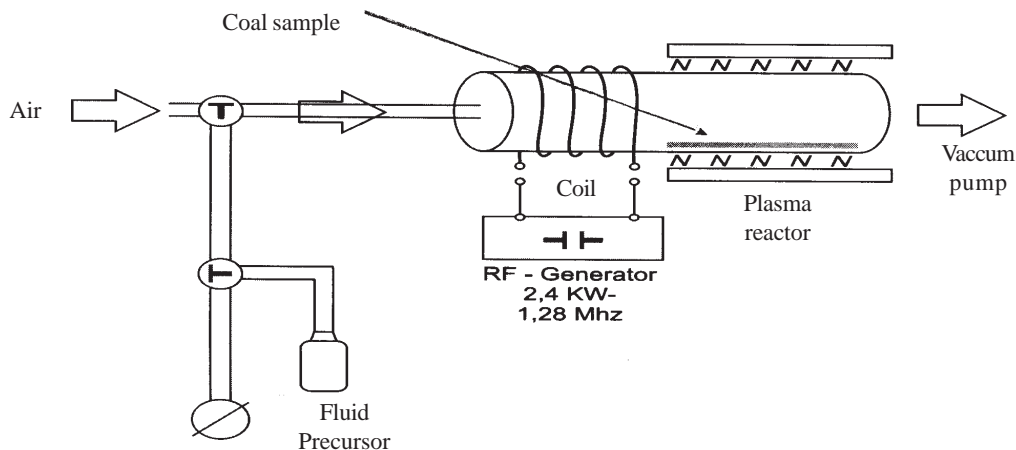 Coal sample
Air
Vaccum
pump
Coil
Plasma
reactor
RF - Generator
2,4 KW-
1,28 Mhz
Fluid
Precursor